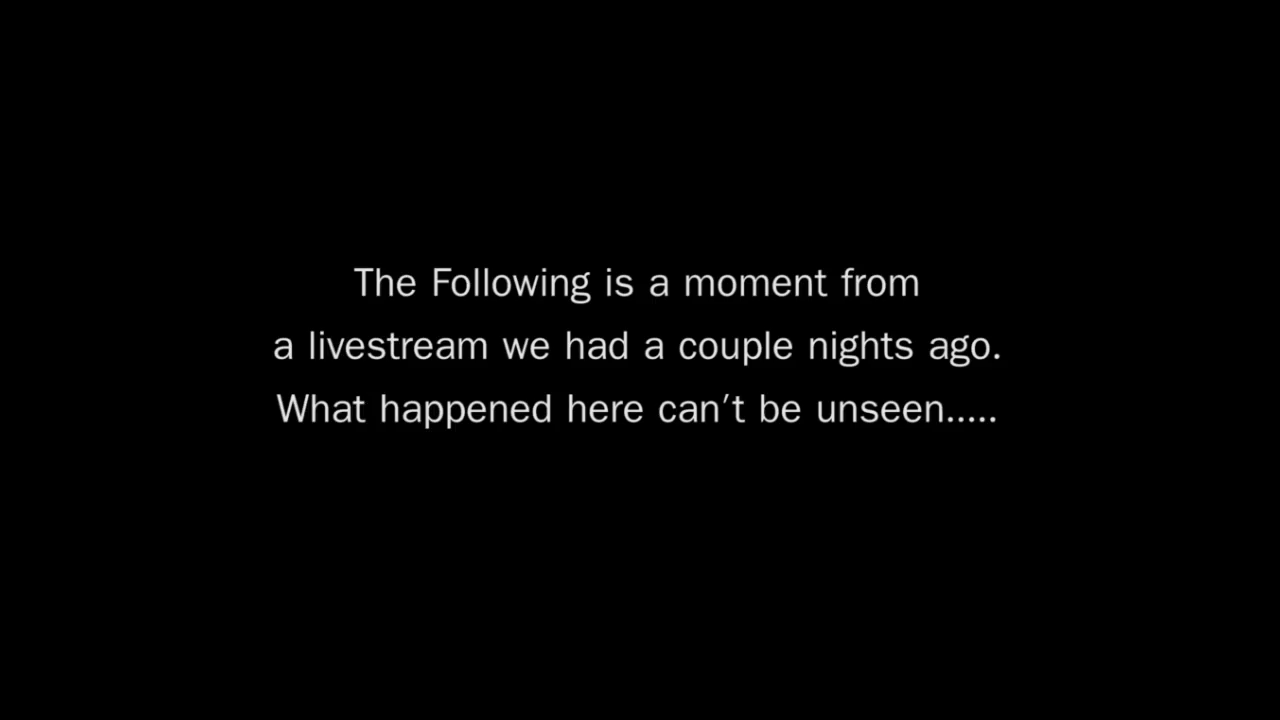 The Following is a moment from
a livestream we had a couple nights ago.
What happened here can't be unseen.....